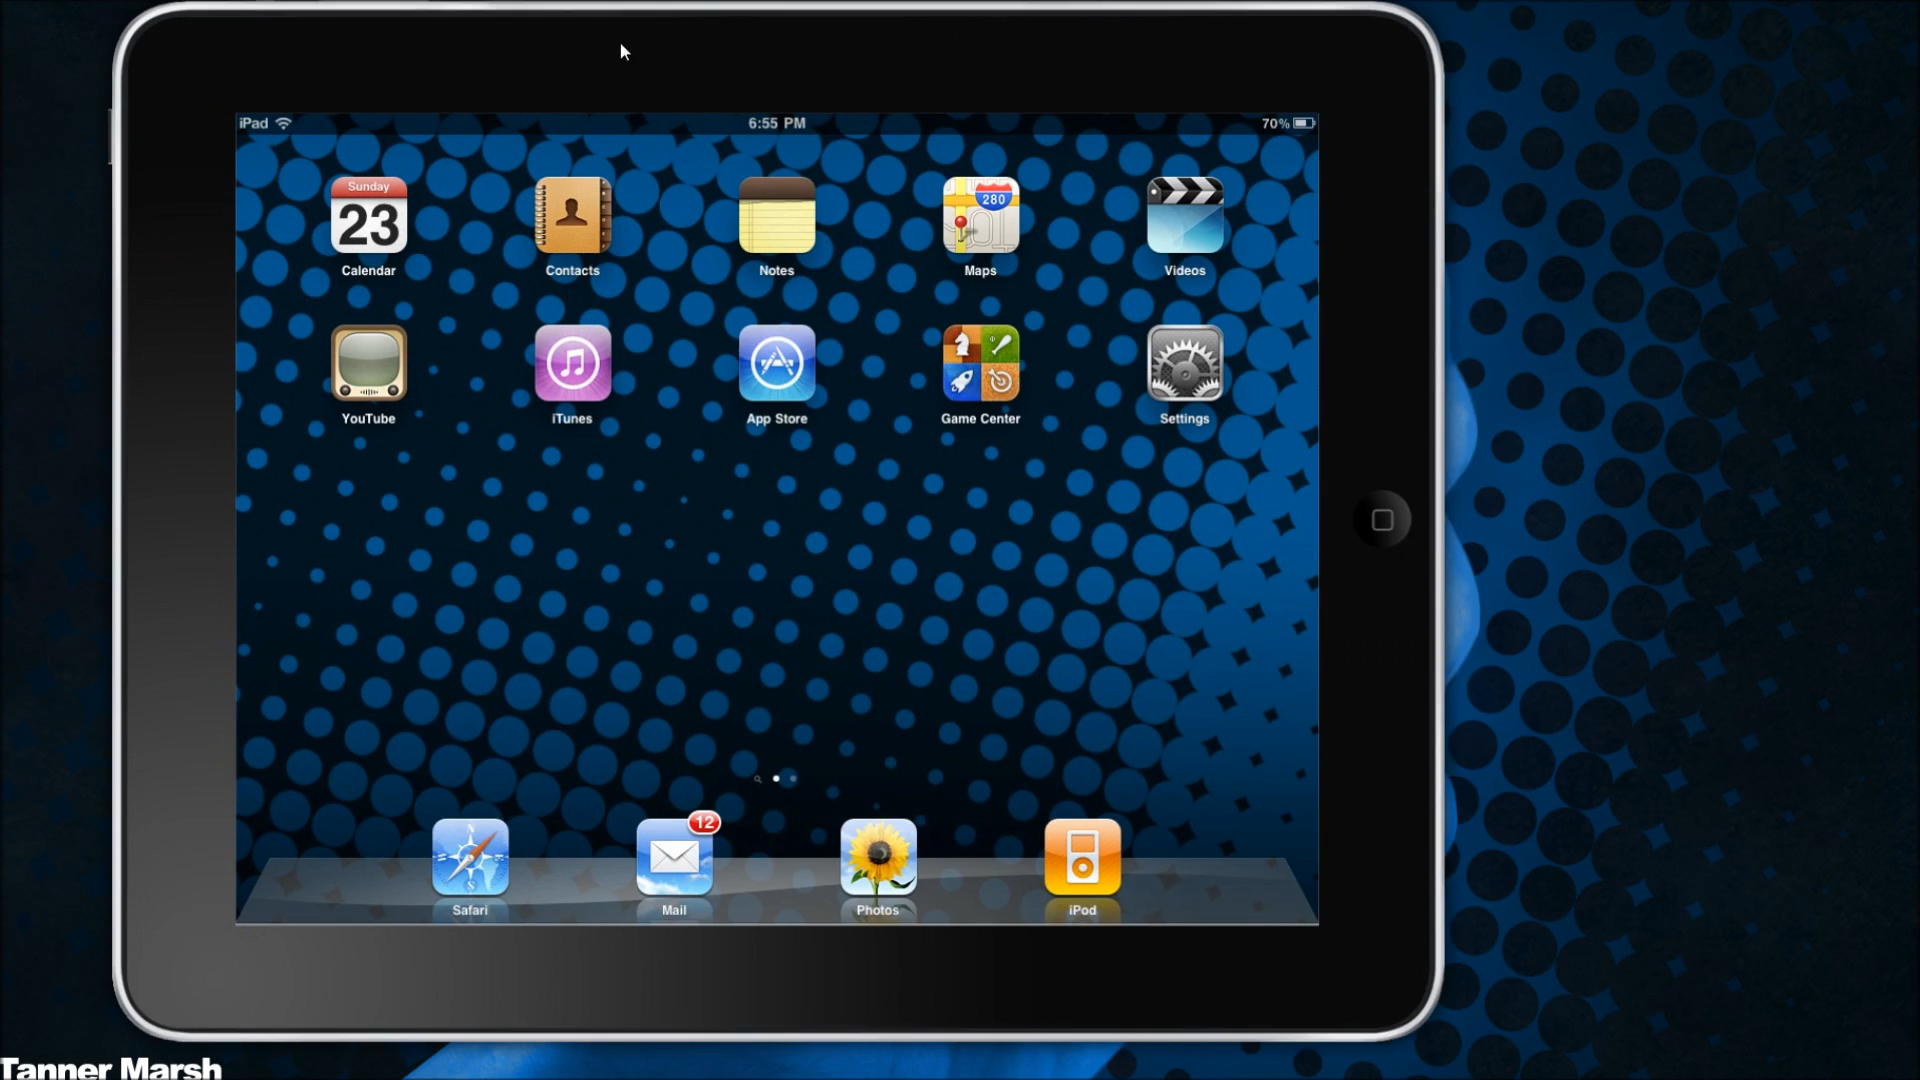 iPad 6:55 PM 70%
Sunday
23
280
Calendar Contacts Notes Maps Videos
YouTube iTunes App Store Game Center Settings
12
Safari Mail Photos iPod
Tanner Marsh